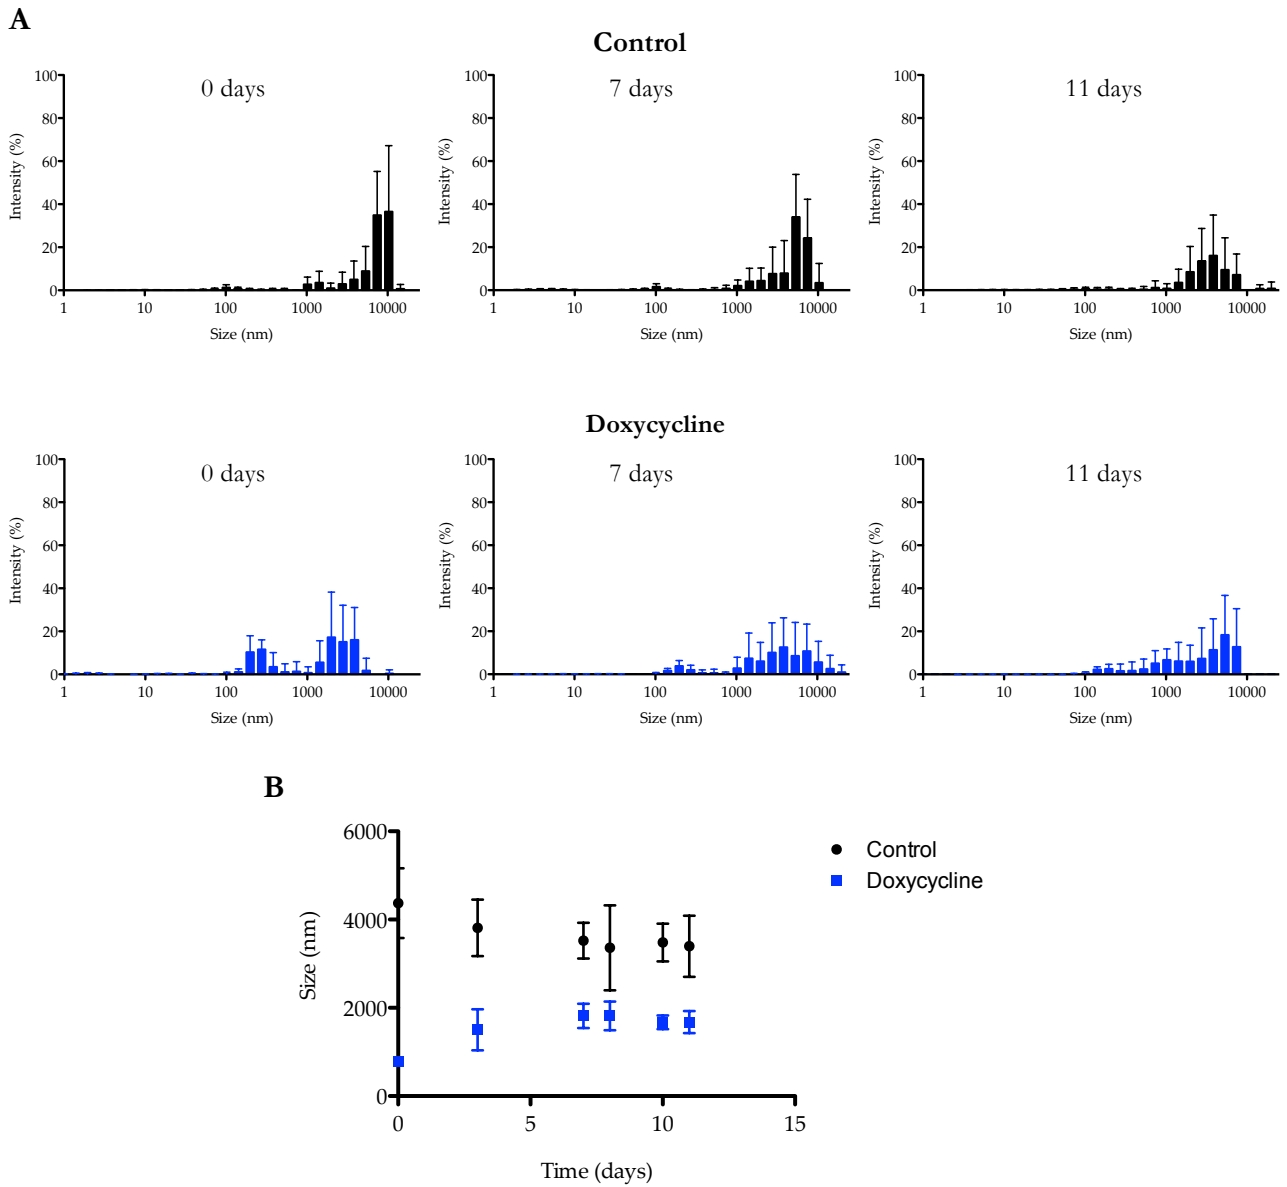 A
Control
0 days
7 days
11 days
100
80
60
40
20
0
Intensity (%)
1 10 100 1000 10000
Size (nm)
100
80
60
40
20
0
Intensity (%)
1 10 100 1000 10000
Size (nm)
100
80
60
40
20
0
Intensity (%)
1 10 100 1000 10000
Size (nm)
Doxycycline
0 days
7 days
11 days
100
80
60
40
20
0
Intensity (%)
1 10 100 1000 10000
Size (nm)
100
80
60
40
20
0
Intensity (%)
1 10 100 1000 10000
Size (nm)
100
80
60
40
20
0
Intensity (%)
1 10 100 1000 10000
Size (nm)
B
6000
4000
2000
0
Size (nm)
0 5 10 15
Time (days)
Control
Doxycycline